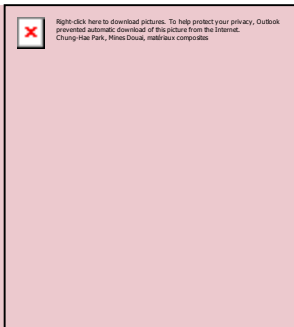 Right-click here to download pictures. To help protect your privacy, Outlook
prevented automatic download of this picture from the Internet.
Chung-Hae Park, Mines Douai, matériaux composites